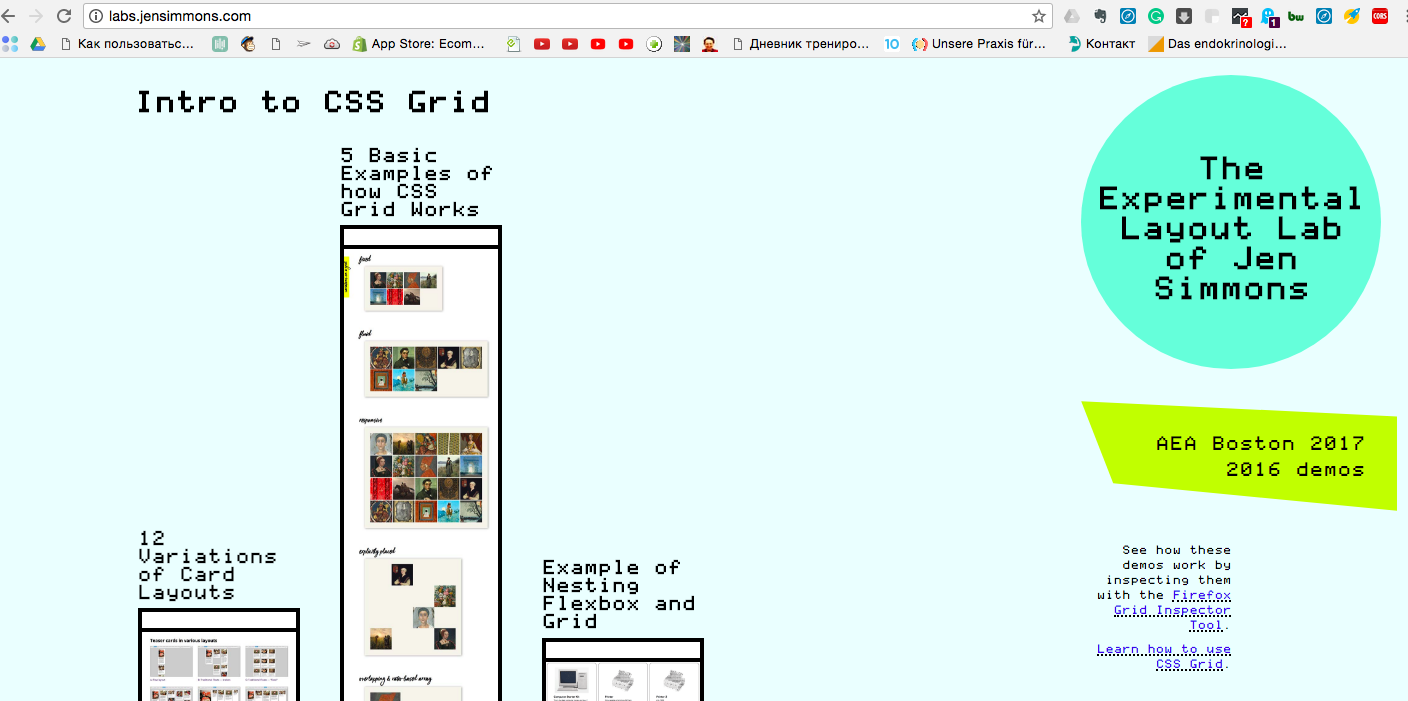 labs.jensimmons.com
Как пользоватьс...
App Store: Ecom...
Дневник трениро...
10
Unsere Praxis für...
Контакт
Das endokrinologi...
?
1
bw
CORS
Intro to CSS Grid
5 Basic
Examples of
how CSS
Grid Works
fixed
fluid
responsive
explicitly placed
overlapping & ratio-based array
12
Variations
of Card
Layouts
Teaser cards in various layouts
Example of
Nesting
Flexbox and
Grid
The
Experimental
Layout Lab
of Jen
Simmons
AEA Boston 2017
2016 demos
See how these
demos work by
inspecting them
with the Firefox
Grid Inspector
Tool.
Learn how to use
CSS Grid.